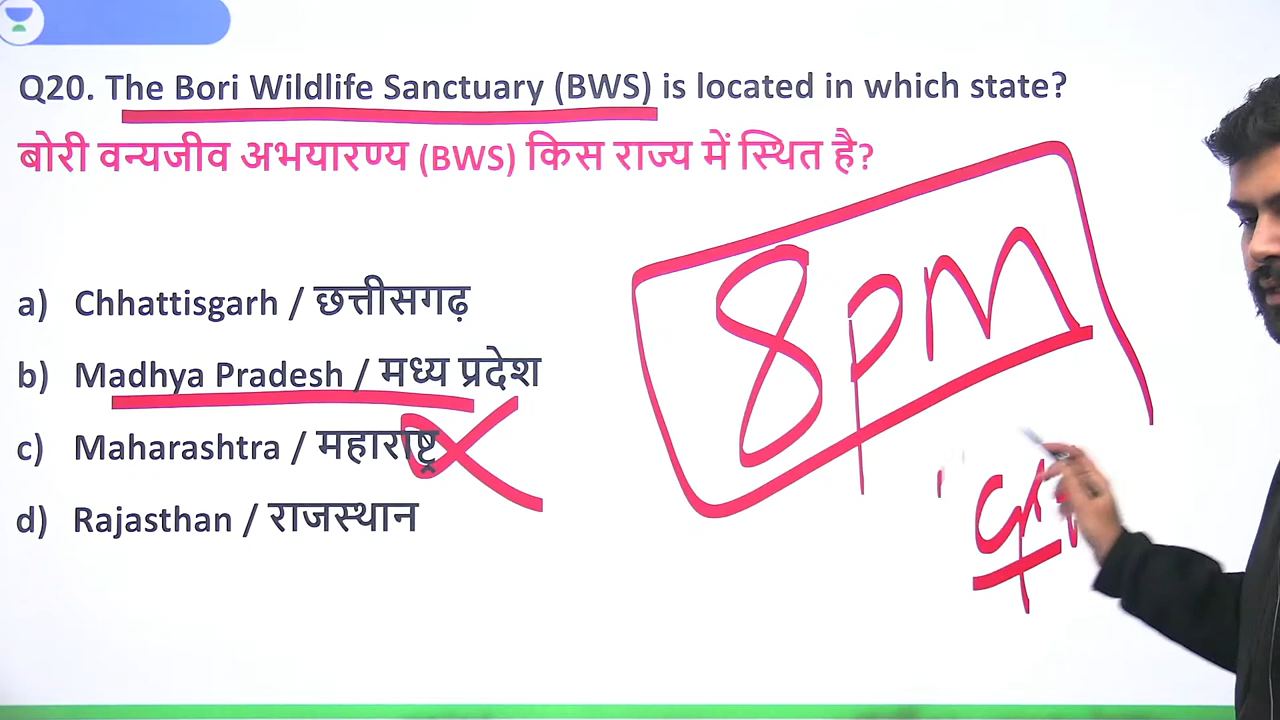 Q20. The Bori Wildlife Sanctuary (BWS) is located in which state?
बोरी वन्यजीव अभयारण्य (BWS) किस राज्य में स्थित है?
a) Chhattisgarh / छत्तीसगढ़
b) Madhya Pradesh / मध्य प्रदेश
c) Maharashtra / महाराष्ट्र
d) Rajasthan / राजस्थान
8PM